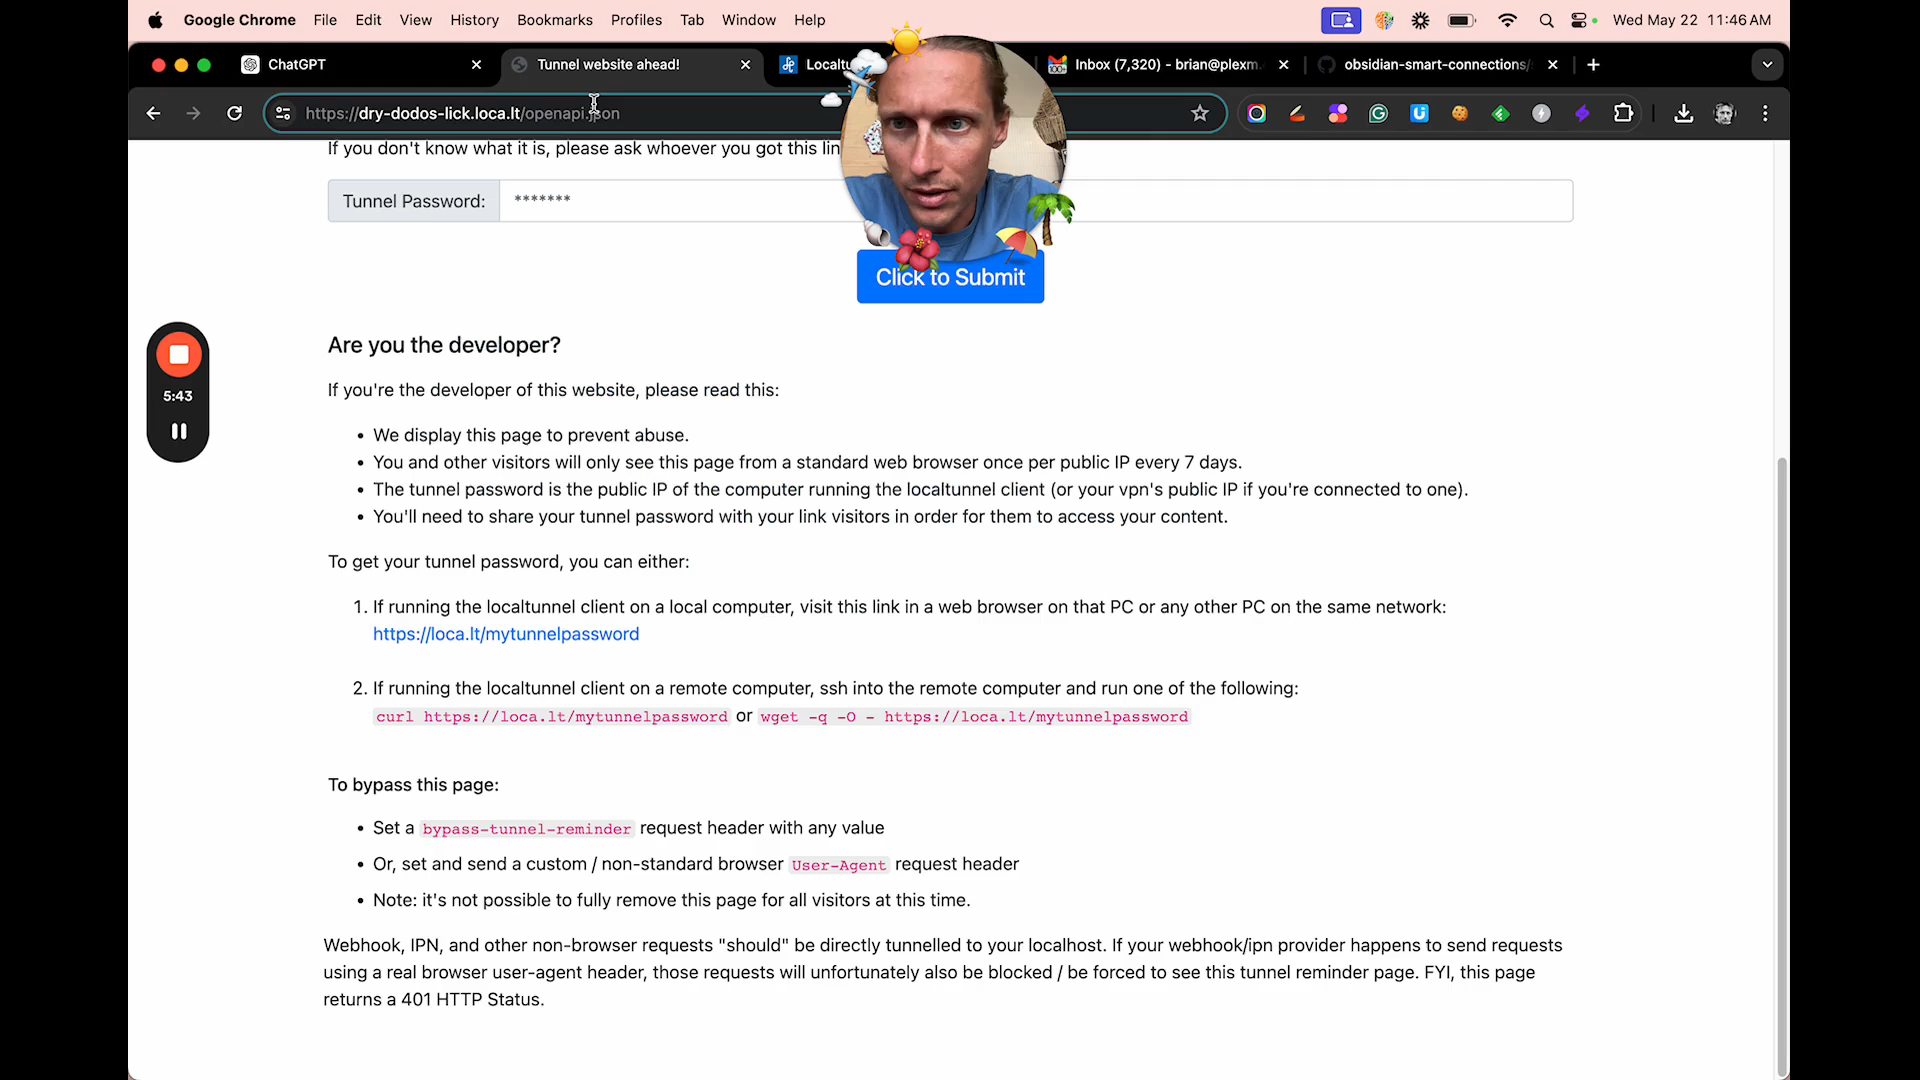 Google Chrome File Edit View History Bookmarks Profiles Tab Window Help Wed May 22 11:46 AM
ChatGPT Tunnel website ahead! Inbox (7,320) - brian@plexm. obsidian-smart-connections/
https://dry-dodos-lick.loca.lt/openapi.json
If you don't know what it is, please ask whoever you got this
Tunnel Password: *******
Click to Submit
5:43
Are you the developer?
If you're the developer of this website, please read this:
• We display this page to prevent abuse.
• You and other visitors will only see this page from a standard web browser once per public IP every 7 days.
• The tunnel password is the public IP of the computer running the localtunnel client (or your vpn's public IP if you're connected to one).
• You'll need to share your tunnel password with your link visitors in order for them to access your content.
To get your tunnel password, you can either:
1. If running the localtunnel client on a local computer, visit this link in a web browser on that PC or any other PC on the same network:
https://loca.lt/mytunnelpassword
2. If running the localtunnel client on a remote computer, ssh into the remote computer and run one of the following:
curl https://loca.lt/mytunnelpassword or wget -q -O - https://loca.lt/mytunnelpassword
To bypass this page:
• Set a bypass-tunnel-reminder request header with any value
• Or, set and send a custom / non-standard browser User-Agent request header
• Note: it's not possible to fully remove this page for all visitors at this time.
Webhook, IPN, and other non-browser requests "should" be directly tunnelled to your localhost. If your webhook/ipn provider happens to send requests
using a real browser user-agent header, those requests will unfortunately also be blocked / be forced to see this tunnel reminder page. FYI, this page
returns a 401 HTTP Status.